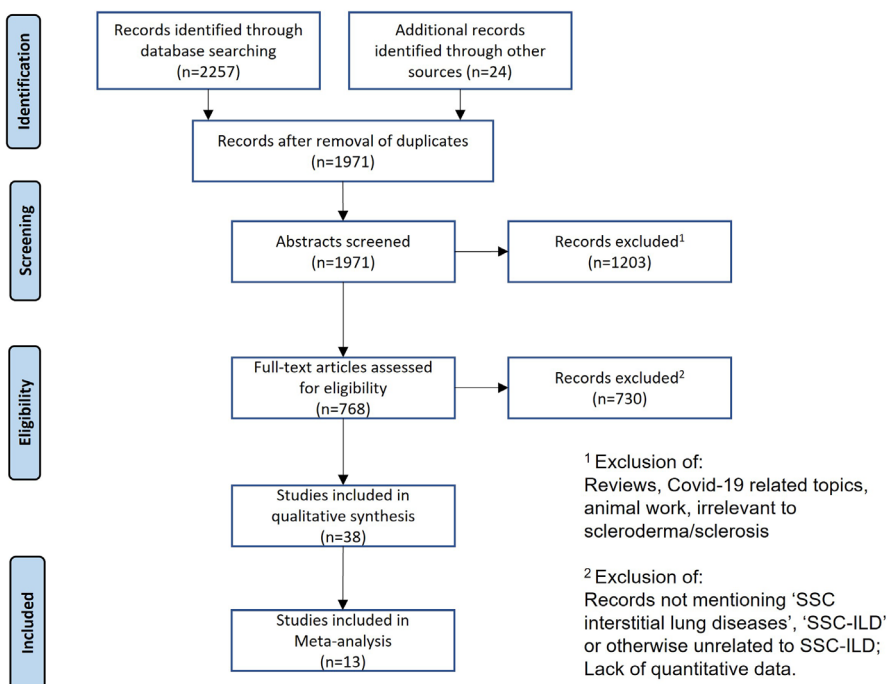 Identification
Records identified through
database searching
(n=2257)
Additional records
identified through other
sources (n=24)
Records after removal of duplicates
(n=1971)
Screening
Abstracts screened
(n=1971)
Records excluded¹
(n=1203)
Eligibility
Full-text articles assessed
for eligibility
(n=768)
Records excluded²
(n=730)
Studies included in
qualitative synthesis
(n=38)
Included
Studies included in
Meta-analysis
(n=13)
¹ Exclusion of:
Reviews, Covid-19 related topics,
animal work, irrelevant to
scleroderma/sclerosis
² Exclusion of:
Records not mentioning ‘SSC
interstitial lung diseases’, ‘SSC-ILD’
or otherwise unrelated to SSC-ILD;
Lack of quantitative data.